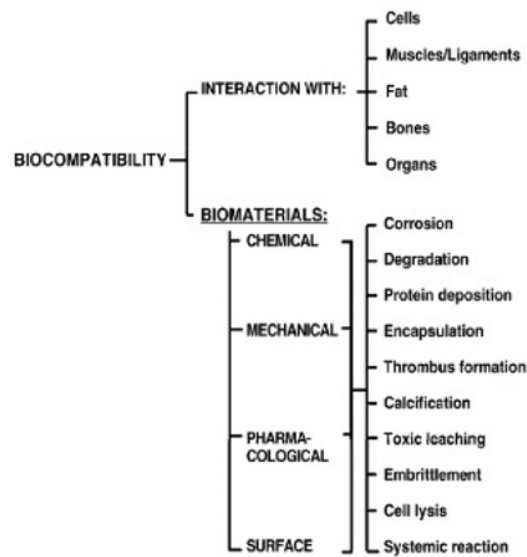 BIOCOMPATIBILITY
INTERACTION WITH:
Cells
Muscles/Ligaments
Fat
Bones
Organs
BIOMATERIALS:
CHEMICAL
MECHANICAL
PHARMA-
COLOGICAL
SURFACE
Corrosion
Degradation
Protein deposition
Encapsulation
Thrombus formation
Calcification
Toxic leaching
Embrittlement
Cell lysis
Systemic reaction